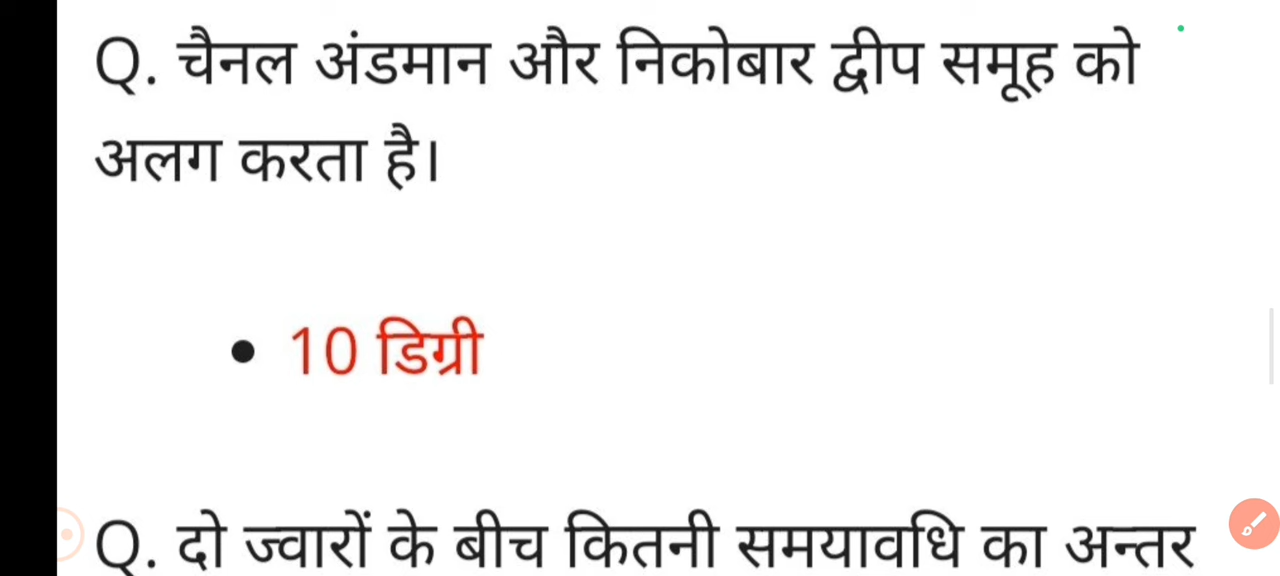 Q. चैनल अंडमान और निकोबार द्वीप समूह को
अलग करता है।
• 10 डिग्री
Q. दो ज्वारों के बीच कितनी समयावधि का अन्तर